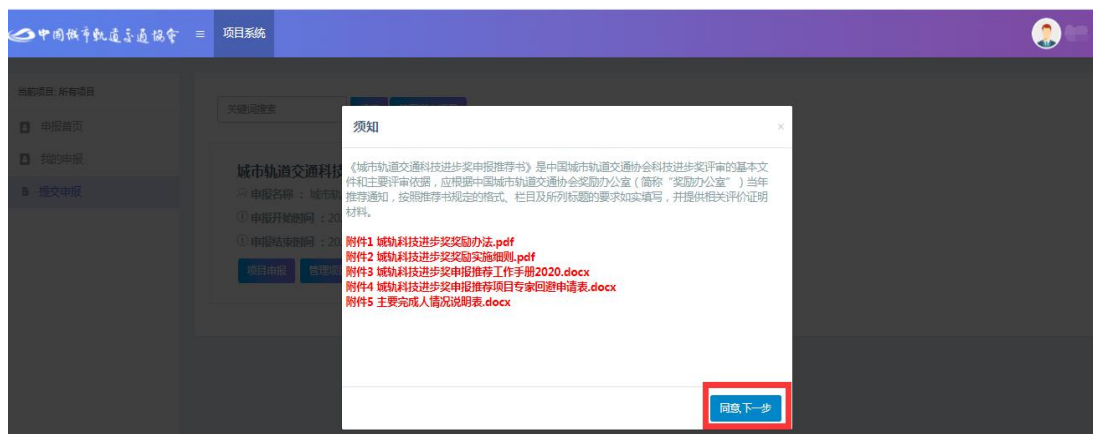 中国城市轨道交通协会
项目系统
当前项目:所有项目
申报首页
我的申报
提交申报
关键词搜索
城市轨道交通科技
申报名称：城市轨
申报开始时间：20
申报结束时间：20
项目申报
管理项
须知
×
《城市轨道交通科技进步奖申报推荐书》是中国城市轨道交通协会科技进步奖评审的基本文
件和主要评审依据，应根据中国城市轨道交通协会奖励办公室(简称“奖励办公室”)当年
推荐通知，按照推荐书规定的格式、栏目及所列标题的要求如实填写，并提供相关评价证明
材料。
附件1 城轨科技进步奖奖励办法.pdf
附件2 城轨科技进步奖奖励实施细则.pdf
附件3 城轨科技进步奖申报推荐工作手册2020.docx
附件4 城轨科技进步奖申报推荐项目专家回避申请表.docx
附件5 主要完成人情况说明表.docx
同意,下一步